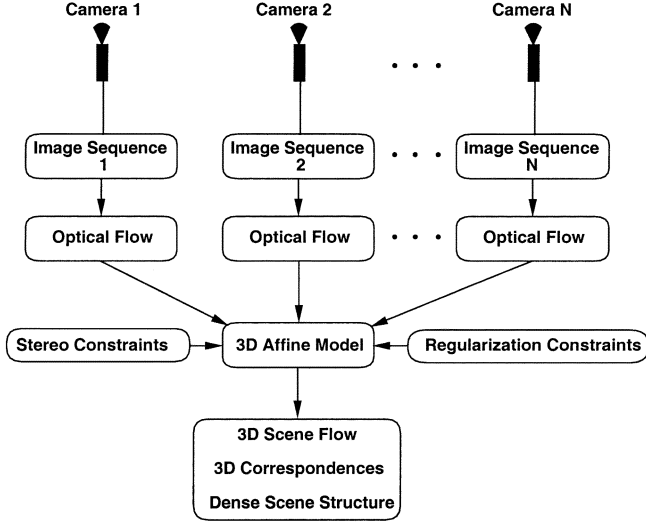 Camera 1
Camera 2
Camera N
Image Sequence
1
Image Sequence
2
Image Sequence
N
Optical Flow
Optical Flow
Optical Flow
Stereo Constraints
3D Affine Model
Regularization Constraints
3D Scene Flow
3D Correspondences
Dense Scene Structure